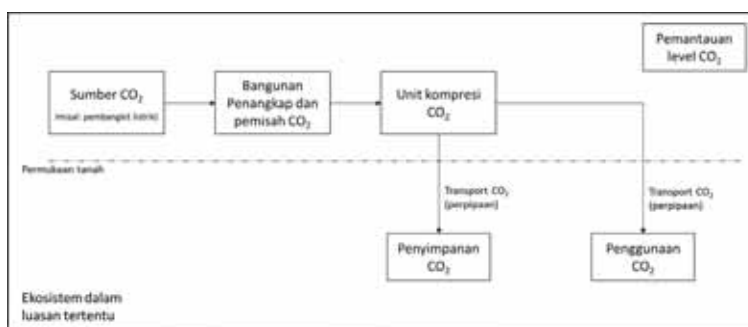 Pemantauan
level CO₂
Sumber CO₂
(misal: pembangkit listrik)
Bangunan
Penangkap dan
pemisah CO₂
Unit kompresi
CO₂
Permukaan tanah
Transport CO₂
(perpipaan)
Transport CO₂
(perpipaan)
Penyimpanan
CO₂
Penggunaan
CO₂
Ekosistem dalam
luasan tertentu